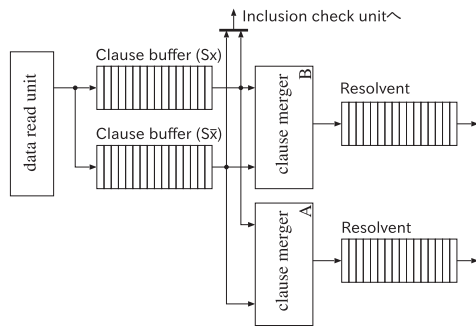 Inclusion check unitへ
Clause buffer (Sx)
data read unit
Clause buffer (Sx̄)
clause merger B
Resolvent
clause merger A
Resolvent